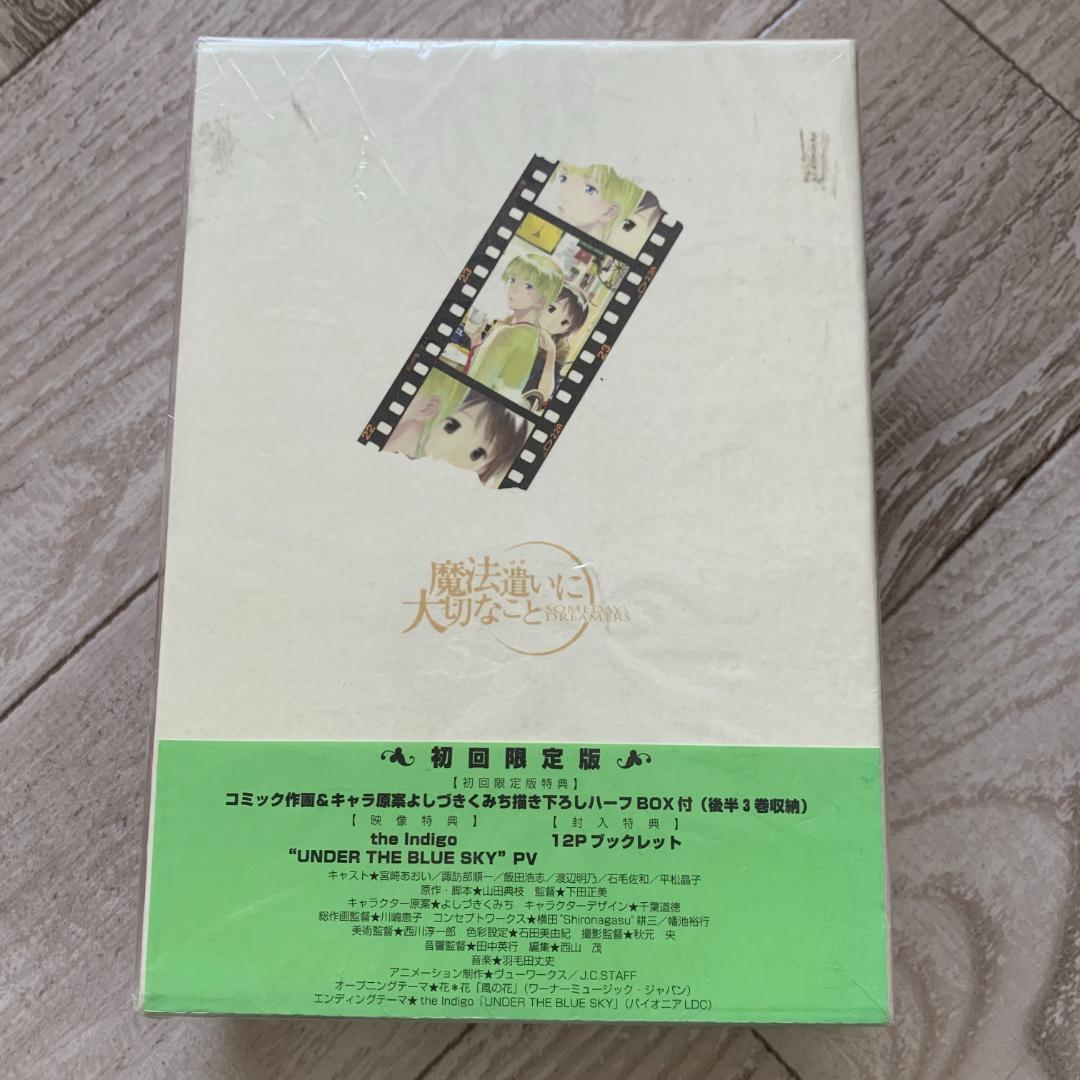 23
22
23
魔法遣いに
大切なこと
SOMEDAY'S
DREAMERS
初回限定版
【初回限定版特典】
コミック作画&キャラ原案よしづきくみち描き下ろしハーフBOX付(後半3巻収納)
【映像特典】 【封入特典】
the Indigo 12Pブックレット
“UNDER THE BLUE SKY” PV
キャスト★宮崎あおい/諏訪部順一/飯田浩志/渡辺明乃/石毛佐和/平松晶子
原作・脚本★山田典枝 監督★下田正美
キャラクター原案★よしづきくみち キャラクターデザイン★千葉道徳
総作画監督★川嶋恵子 コンセプトワークス★横田“Shironagasu”耕三/幡池裕行
美術監督★西川淳一郎 色彩設定★石田美由紀 撮影監督★秋元 央
音響監督★田中英行 編集★西山 茂
音楽★羽毛田丈史
アニメーション制作★ヴューワークス/J.C.STAFF
オープニングテーマ★花*花「風の花」(ワーナーミュージック・ジャパン)
エンディングテーマ★the Indigo「UNDER THE BLUE SKY」(パイオニアLDC)